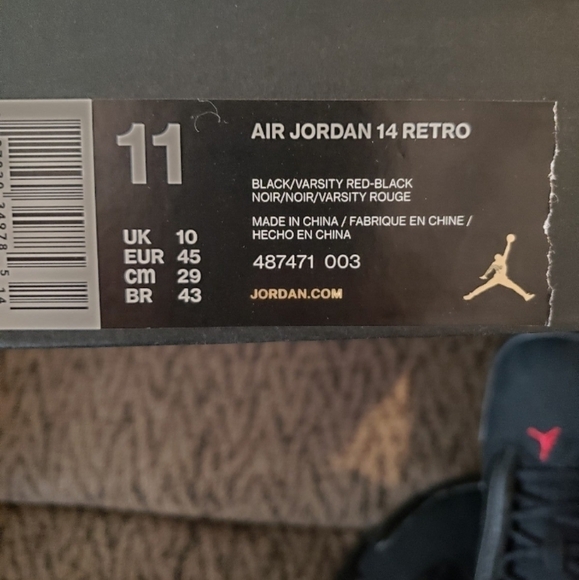 11
AIR JORDAN 14 RETRO
BLACK/VARSITY RED-BLACK
NOIR/NOIR/VARSITY ROUGE
MADE IN CHINA / FABRIQUE EN CHINE /
HECHO EN CHINA
UK 10
EUR 45
cm 29
BR 43
487471 003
JORDAN.COM